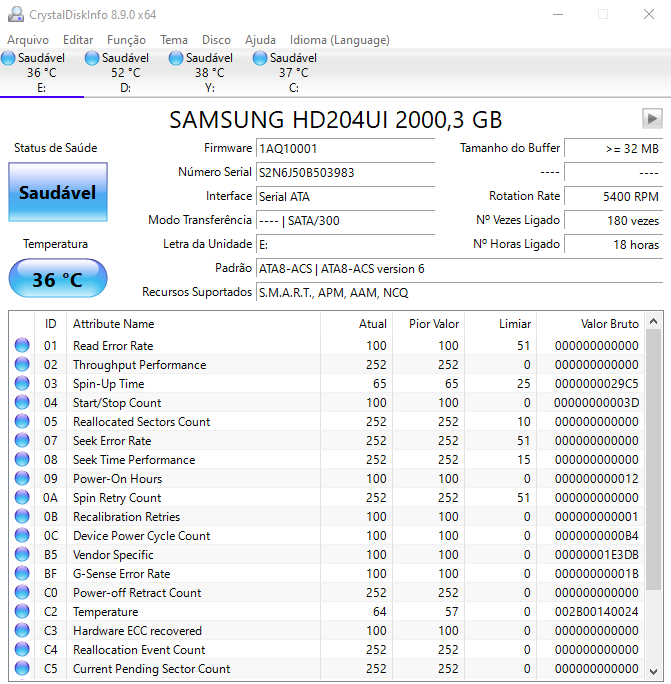 CrystalDiskInfo 8.9.0 x64
Arquivo Editar Função Tema Disco Ajuda Idioma (Language)
Saudável Saudável Saudável Saudável
36 °C 52 °C 38 °C 37 °C
E: D: Y: C:
SAMSUNG HD204UI 2000,3 GB
Status de Saúde
Saudável
Temperatura
36 °C
Firmware 1AQ10001 Tamanho do Buffer >= 32 MB
Número Serial S2N6J50B503983 ---- ----
Interface Serial ATA Rotation Rate 5400 RPM
Modo Transferência ---- | SATA/300 Nº Vezes Ligado 180 vezes
Letra da Unidade E: Nº Horas Ligado 18 horas
Padrão ATA8-ACS | ATA8-ACS version 6
Recursos Suportados S.M.A.R.T., APM, AAM, NCQ
ID Attribute Name Atual Pior Valor Limiar Valor Bruto
01 Read Error Rate 100 100 51 000000000000
02 Throughput Performance 252 252 0 000000000000
03 Spin-Up Time 65 65 25 0000000029C5
04 Start/Stop Count 100 100 0 00000000003D
05 Reallocated Sectors Count 252 252 10 000000000000
07 Seek Error Rate 252 252 51 000000000000
08 Seek Time Performance 252 252 15 000000000000
09 Power-On Hours 100 100 0 000000000012
0A Spin Retry Count 252 252 51 000000000000
0B Recalibration Retries 100 100 0 000000000001
0C Device Power Cycle Count 100 100 0 0000000000B4
B5 Vendor Specific 100 100 0 00000001E3DB
BF G-Sense Error Rate 100 100 0 00000000001B
C0 Power-off Retract Count 252 252 0 000000000000
C2 Temperature 64 57 0 002B00140024
C3 Hardware ECC recovered 100 100 0 000000000000
C4 Reallocation Event Count 252 252 0 000000000000
C5 Current Pending Sector Count 252 252 0 000000000000